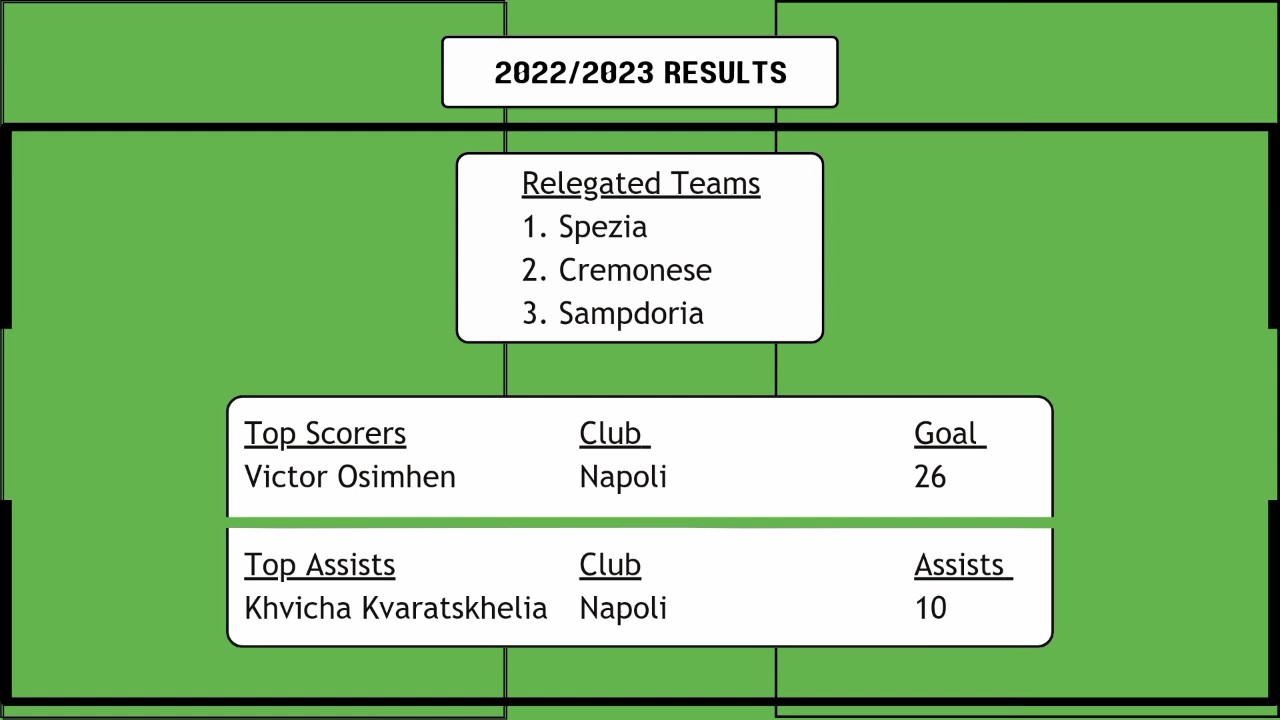 2022/2023 RESULTS
Relegated Teams
1. Spezia
2. Cremonese
3. Sampdoria
Top Scorers Club Goal
Victor Osimhen Napoli 26
Top Assists Club Assists
Khvicha Kvaratskhelia Napoli 10